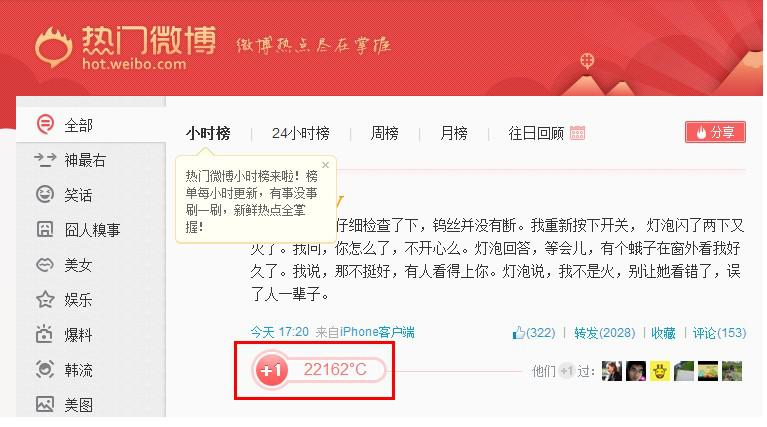 热门微博
hot.weibo.com
微博热点尽在掌握
全部
神最右
笑话
囧人糗事
美女
娱乐
爆料
韩流
美图
小时榜 | 24小时榜 | 周榜 | 月榜 | 往日回顾
分享
热门微博小时榜来啦！榜
单每小时更新，有事没事
刷一刷，新鲜热点全掌
握！
仔细检查了下，钨丝并没有断。我重新按下开关， 灯泡闪了两下又
火了。我问，你怎么了，不开心么。灯泡回答，等会儿，有个蛾子在窗外看我好
久了。我说，那不挺好，有人看得上你。灯泡说，我不是火，别让她看错了，误
了人一辈子。
今天 17:20 来自iPhone客户端
(322) | 转发(2028) | 收藏 | 评论(153)
+1 22162°C
他们 +1 过：